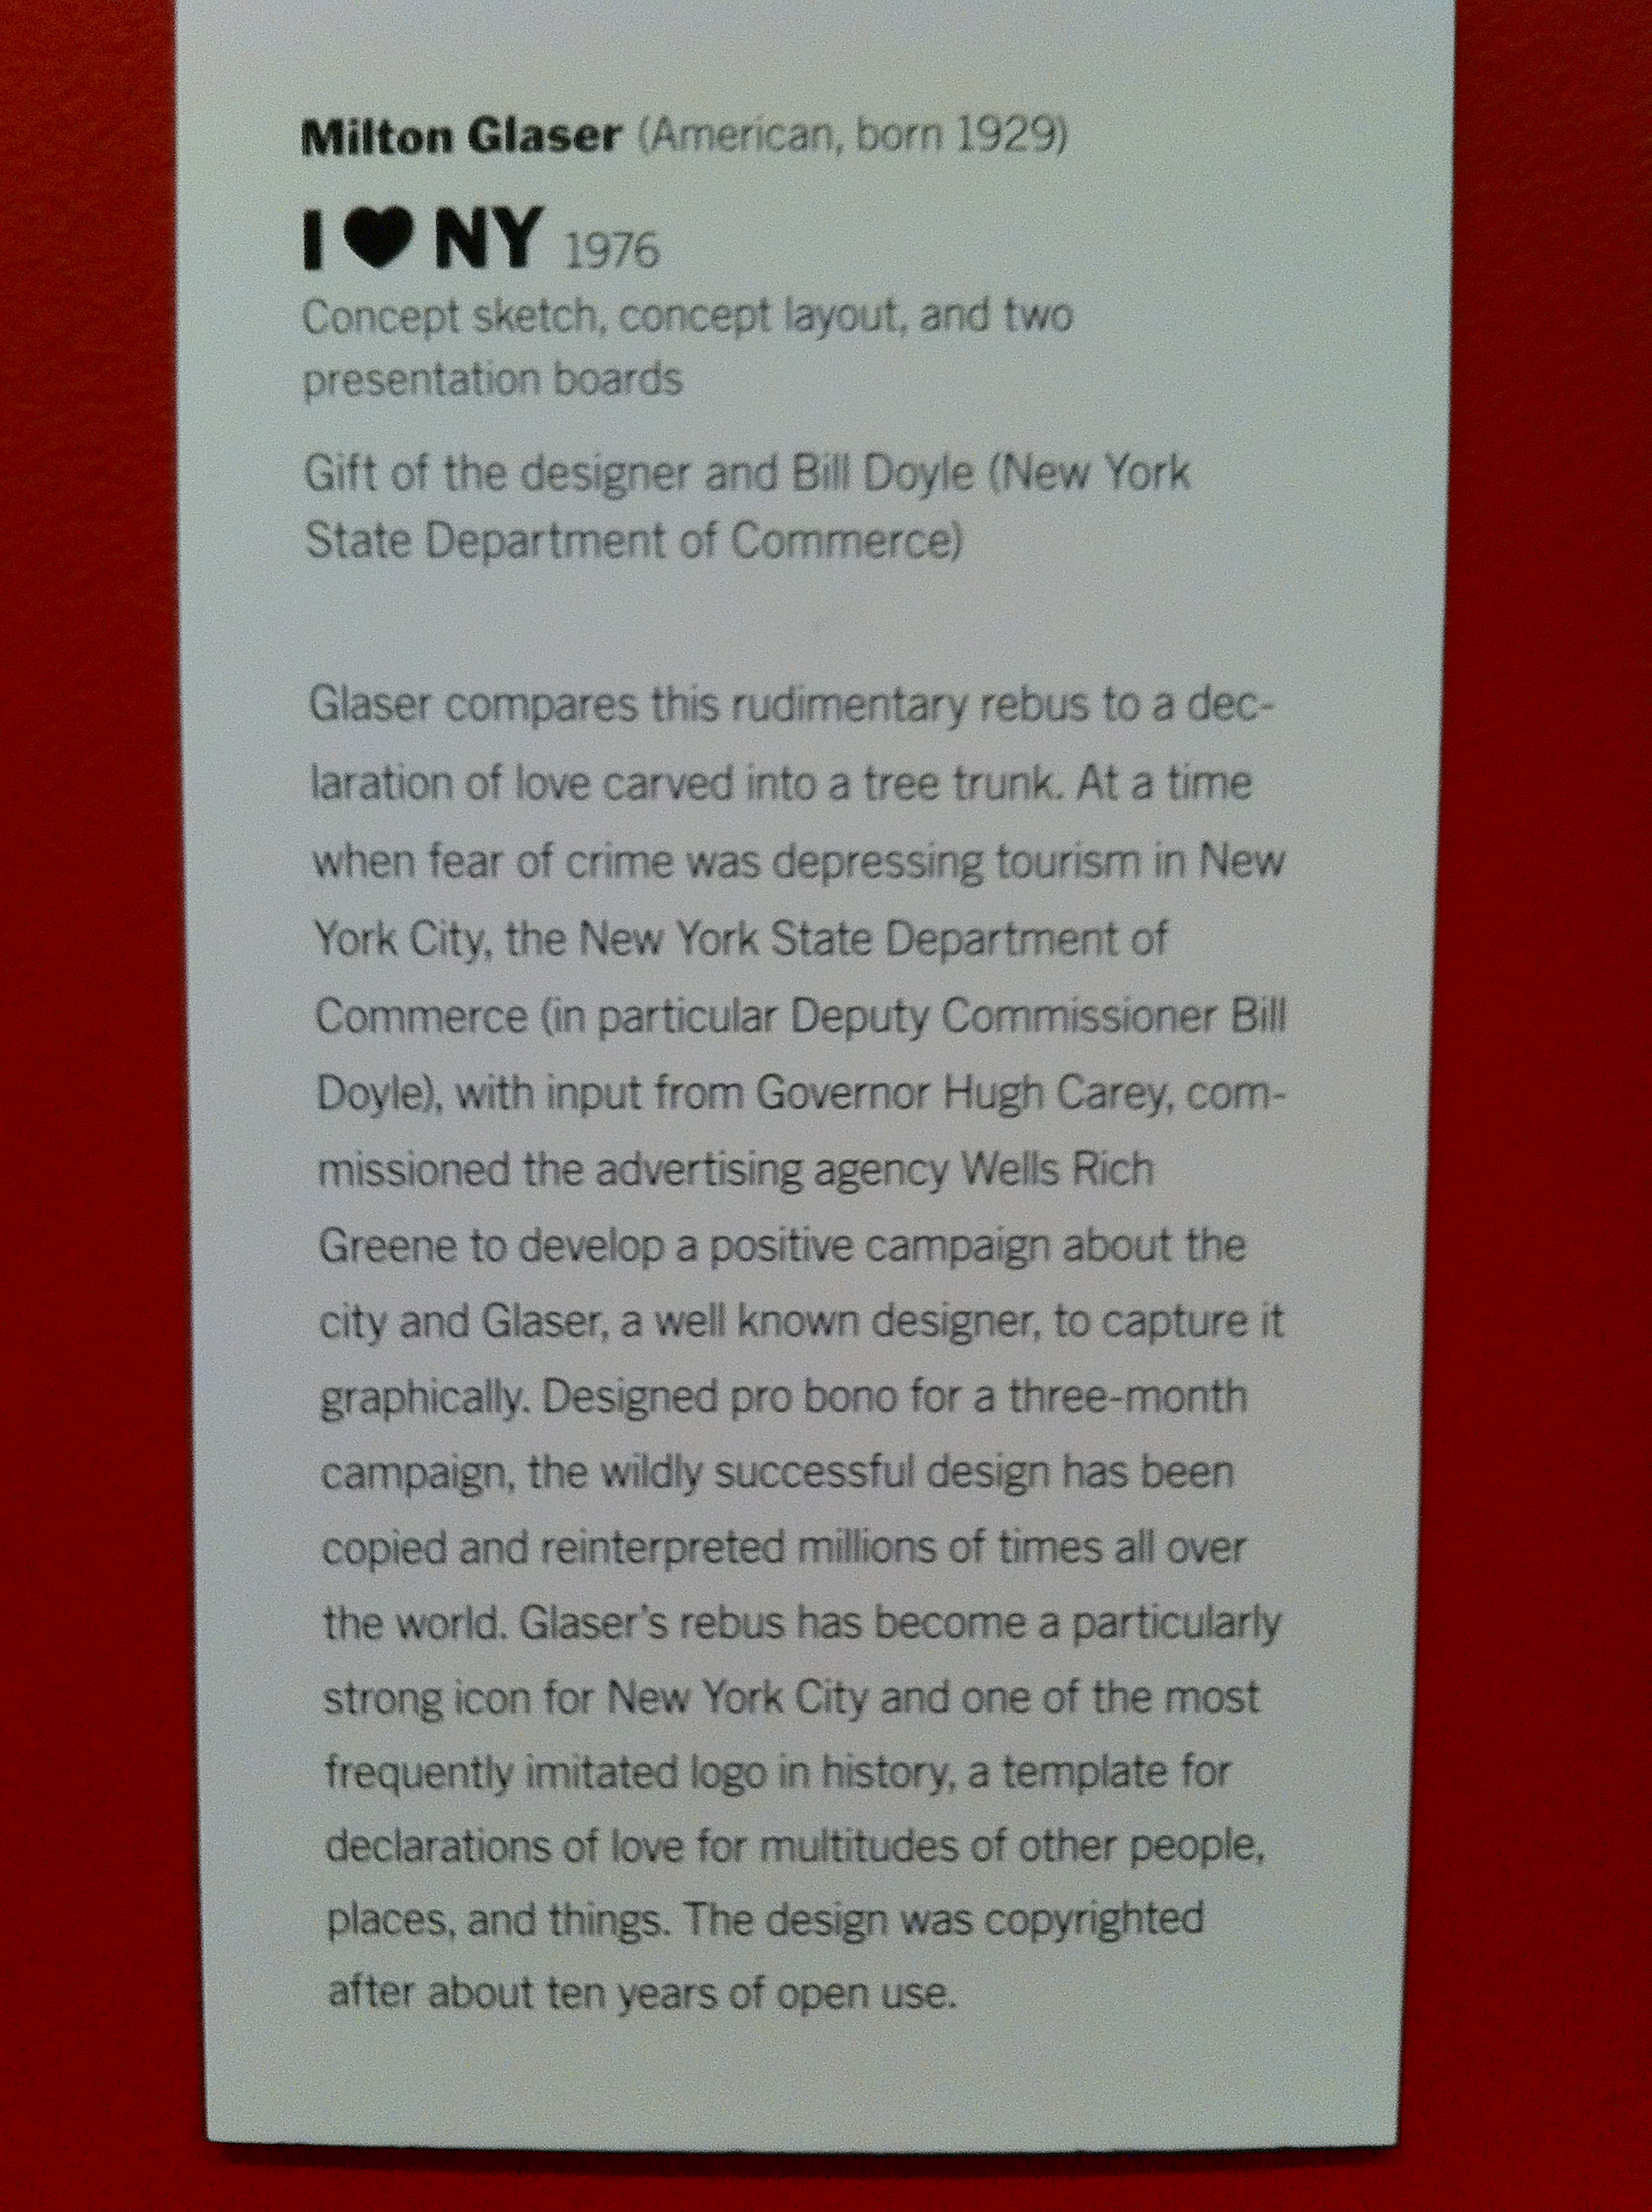 Milton Glaser (American, born 1929)
I ♥ NY 1976
Concept sketch, concept layout, and two
presentation boards
Gift of the designer and Bill Doyle (New York
State Department of Commerce)
Glaser compares this rudimentary rebus to a dec-
laration of love carved into a tree trunk. At a time
when fear of crime was depressing tourism in New
York City, the New York State Department of
Commerce (in particular Deputy Commissioner Bill
Doyle), with input from Governor Hugh Carey, com-
missioned the advertising agency Wells Rich
Greene to develop a positive campaign about the
city and Glaser, a well known designer, to capture it
graphically. Designed pro bono for a three-month
campaign, the wildly successful design has been
copied and reinterpreted millions of times all over
the world. Glaser’s rebus has become a particularly
strong icon for New York City and one of the most
frequently imitated logo in history, a template for
declarations of love for multitudes of other people,
places, and things. The design was copyrighted
after about ten years of open use.